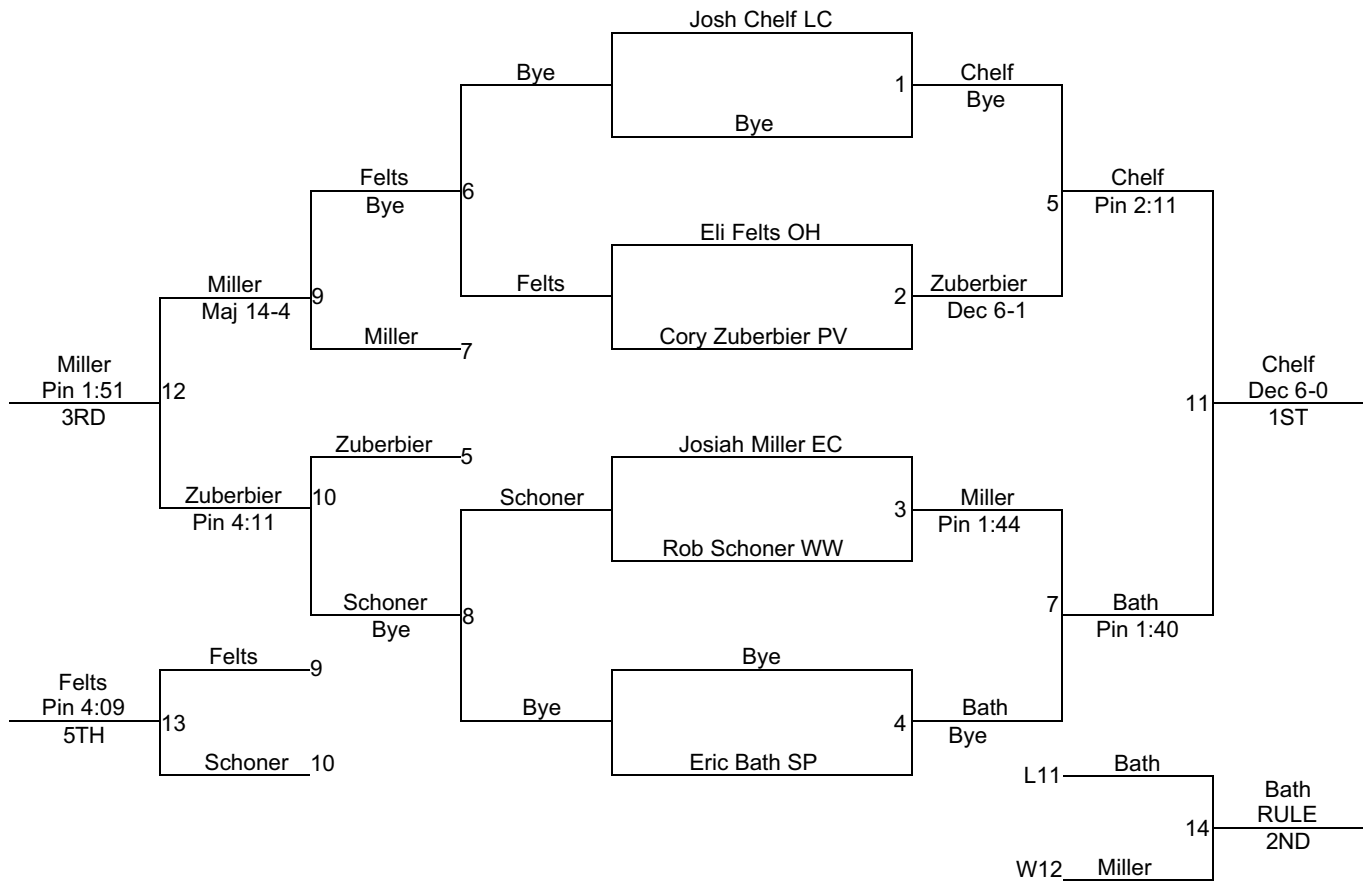 Josh Chelf LC
Bye
1
Chelf
Bye
Bye
Felts
Bye
6
Chelf
Pin 2:11
5
Eli Felts OH
Miller
Maj 14-4
9
Felts
2
Zuberbier
Dec 6-1
Miller
7
Cory Zuberbier PV
Miller
Pin 1:51
3RD
12
11
Chelf
Dec 6-0
1ST
Zuberbier
5
Josiah Miller EC
Zuberbier
Pin 4:11
10
Schoner
3
Miller
Pin 1:44
Rob Schoner WW
Schoner
Bye
8
7
Bath
Pin 1:40
Felts
9
Bye
Felts
Pin 4:09
5TH
13
Bye
4
Bath
Bye
Schoner
10
Eric Bath SP
L11
Bath
14
Bath
RULE
2ND
W12
Miller